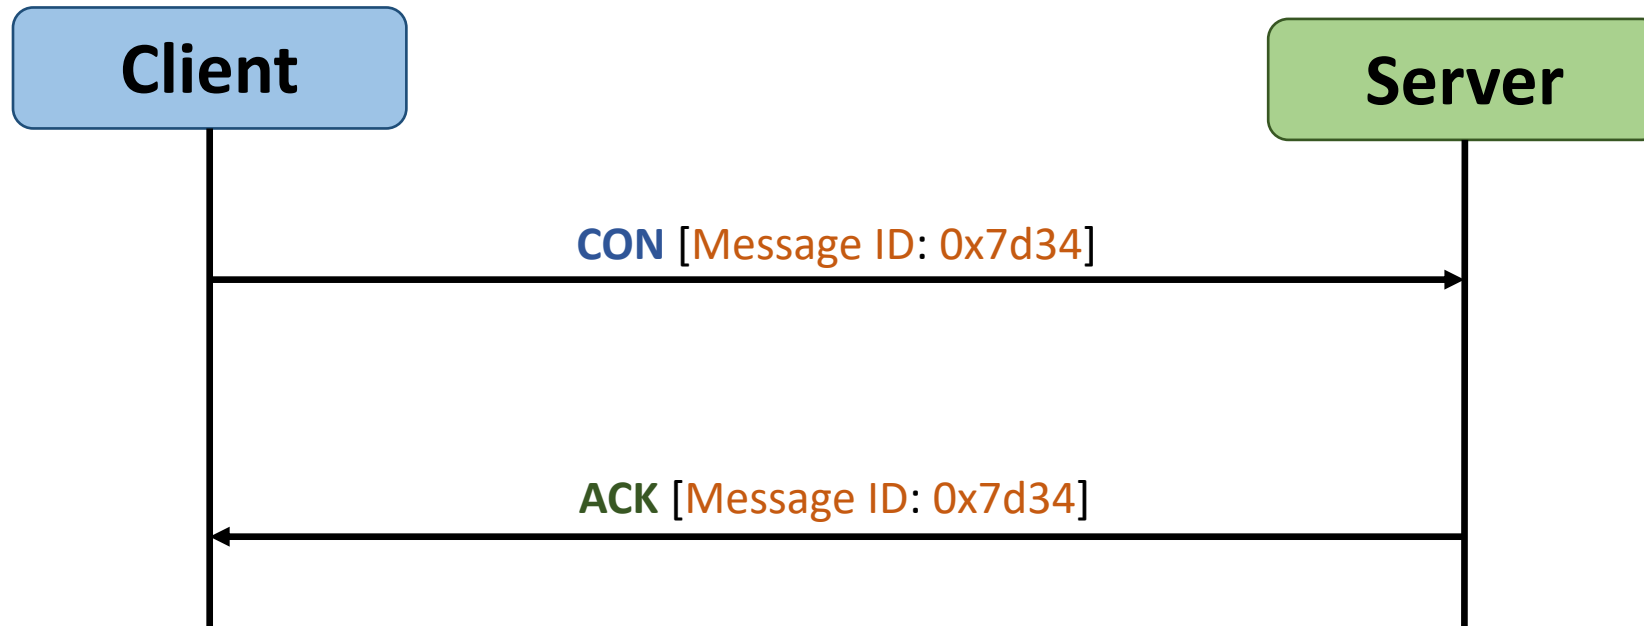 Client
Server
CON [Message ID: 0x7d34]
ACK [Message ID: 0x7d34]